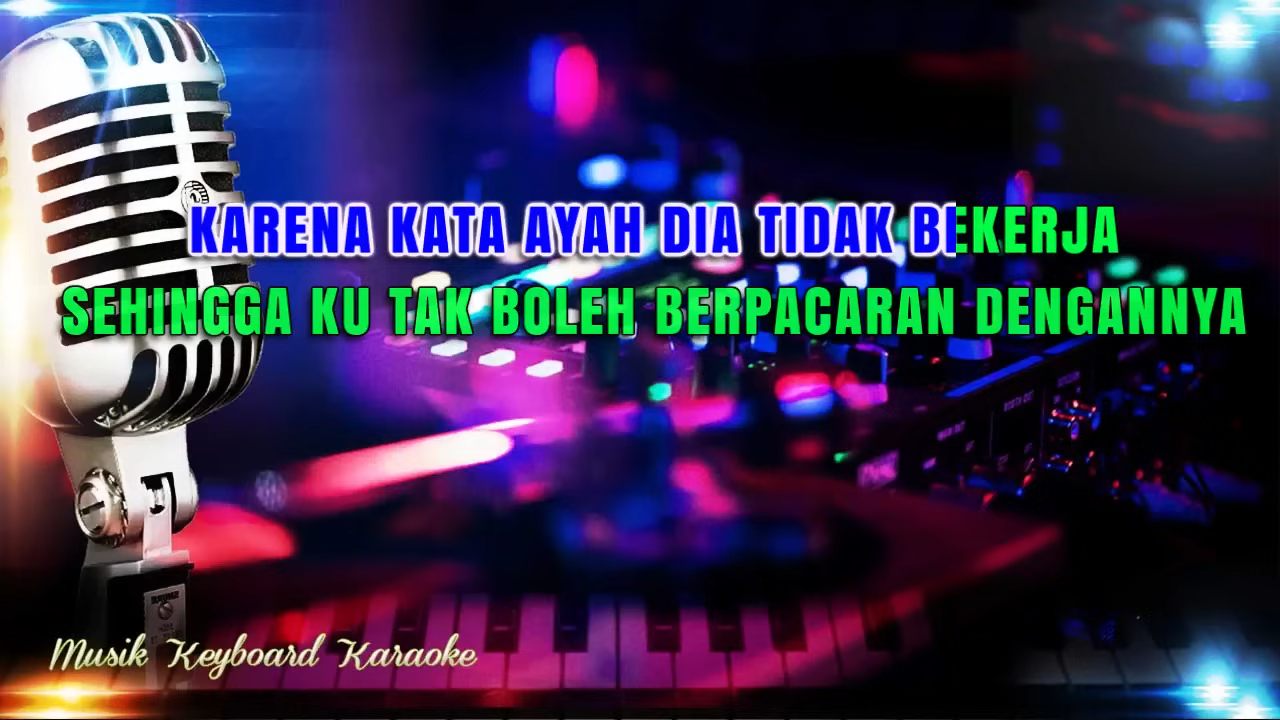 KARENA KATA AYAH DIA TIDAK BEKERJA
SEHINGGA KU TAK BOLEH BERPACARAN DENGANNYA
Musik Keyboard Karaoke